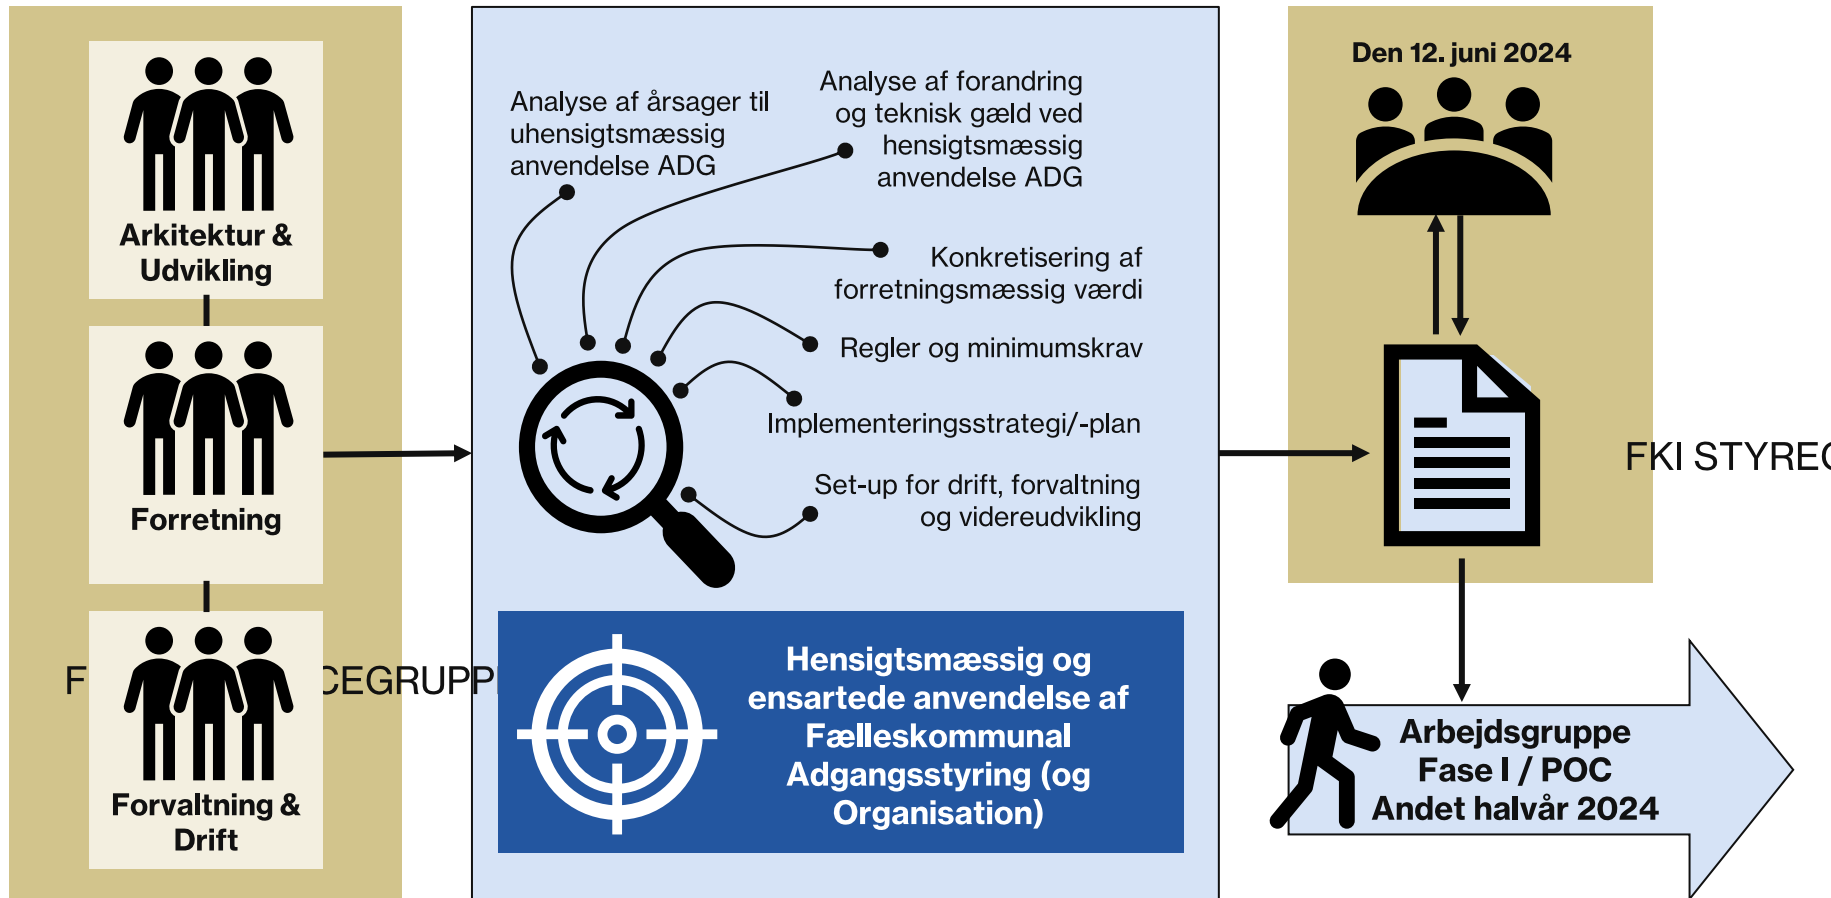 Arkitektur &
Udvikling
Forretning
Forvaltning &
Drift
F CEGRUPP
Analyse af årsager til
uhensigtsmæssig
anvendelse ADG
Analyse af forandring
og teknisk gæld ved
hensigtsmæssig
anvendelse ADG
Konkretisering af
forretningsmæssig værdi
Regler og minimumskrav
Implementeringsstrategi/-plan
Set-up for drift, forvaltning
og videreudvikling
Hensigtsmæssig og
ensartede anvendelse af
Fælleskommunal
Adgangsstyring (og
Organisation)
Den 12. juni 2024
FKI STYREG
Arbejdsgruppe
Fase I / POC
Andet halvår 2024